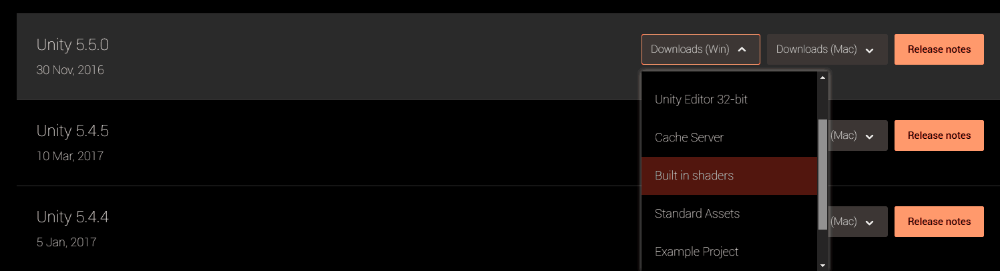 Unity 5.5.0
30 Nov, 2016
Downloads (Win)
Downloads (Mac)
Release notes
Unity Editor 32-bit
Cache Server
Built in shaders
Standard Assets
Example Project
Unity 5.4.5
10 Mar, 2017
(Mac)
Release notes
Unity 5.4.4
5 Jan, 2017
(Mac)
Release notes